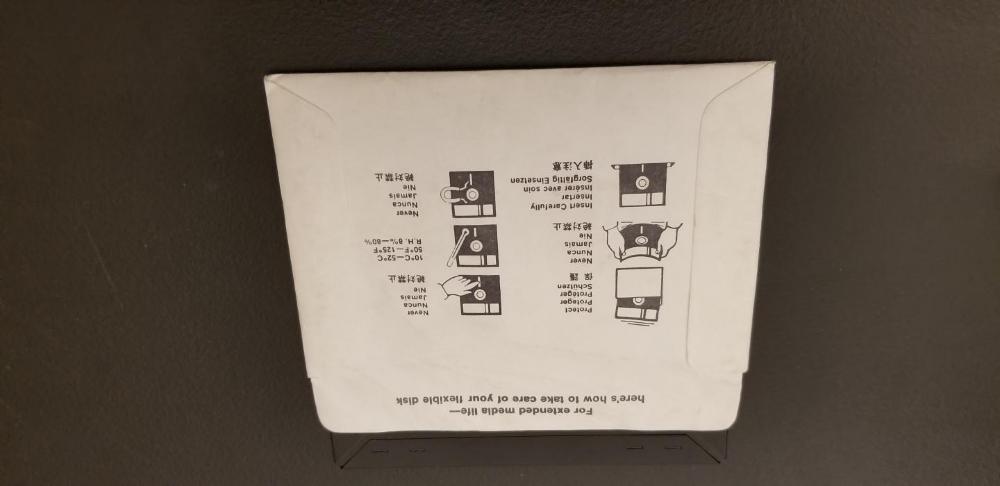 For extended media life—
here's how to take care of your flexible disk
Protect
Proteger
Protéger
Schützen
保護
Never
Nunca
Jamais
Nie
絶対禁止
Insert Carefully
Insertar
Insérer avec soin
Sorgfältig Einsetzen
挿入注意
Never
Nunca
Jamais
Nie
絶対禁止
10°C—52°C
50°F—125°F
R.H. 8%—80%
Never
Nunca
Jamais
Nie
絶対禁止